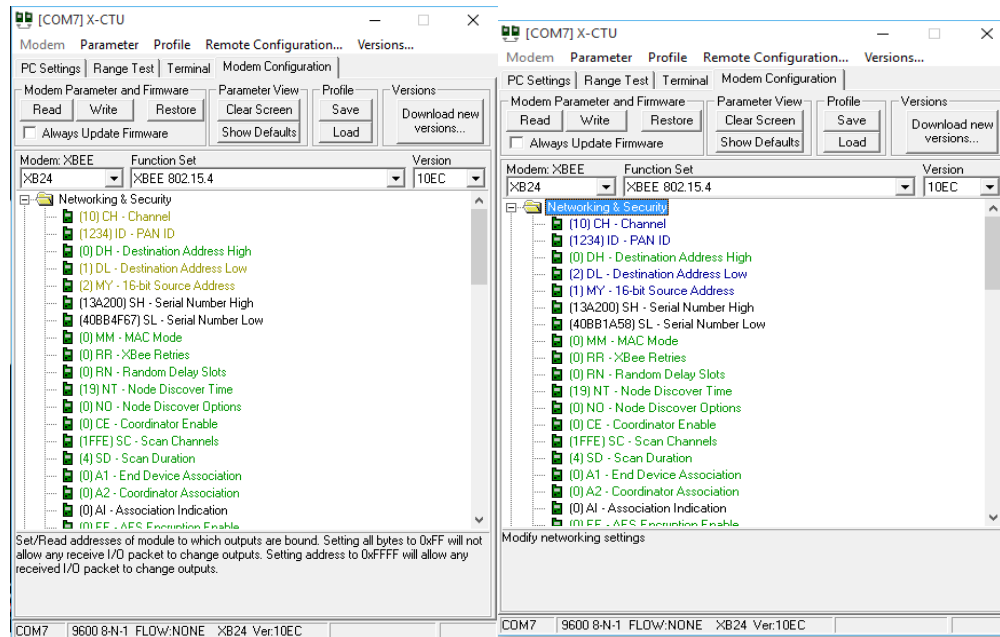 [COM7] X-CTU
Modem Parameter Profile Remote Configuration... Versions...
PC Settings Range Test Terminal Modem Configuration
Modem Parameter and Firmware Parameter View Profile Versions
Read Write Restore Clear Screen Save Download new versions...
Always Update Firmware Show Defaults Load
Modem: XBEE Function Set Version
XB24 XBEE 802.15.4 10EC
Networking & Security
(10) CH - Channel
(1234) ID - PAN ID
(0) DH - Destination Address High
(1) DL - Destination Address Low
(2) MY - 16-bit Source Address
(13A200) SH - Serial Number High
(40BB4F67) SL - Serial Number Low
(0) MM - MAC Mode
(0) RR - XBee Retries
(0) RN - Random Delay Slots
(19) NT - Node Discover Time
(0) NO - Node Discover Options
(0) CE - Coordinator Enable
(1FFE) SC - Scan Channels
(4) SD - Scan Duration
(0) A1 - End Device Association
(0) A2 - Coordinator Association
(0) AI - Association Indication
(0) EE - AES Encryption Enable
Set/Read addresses of module to which outputs are bound. Setting all bytes to 0xFF will not
allow any receive I/O packet to change outputs. Setting address to 0xFFFF will allow any
received I/O packet to change outputs.
COM7 9600 8-N-1 FLOW:NONE XB24 Ver:10EC
[COM7] X-CTU
Modem Parameter Profile Remote Configuration... Versions...
PC Settings Range Test Terminal Modem Configuration
Modem Parameter and Firmware Parameter View Profile Versions
Read Write Restore Clear Screen Save Download new versions...
Always Update Firmware Show Defaults Load
Modem: XBEE Function Set Version
XB24 XBEE 802.15.4 10EC
Networking & Security
(10) CH - Channel
(1234) ID - PAN ID
(0) DH - Destination Address High
(2) DL - Destination Address Low
(1) MY - 16-bit Source Address
(13A200) SH - Serial Number High
(40BB1A58) SL - Serial Number Low
(0) MM - MAC Mode
(0) RR - XBee Retries
(0) RN - Random Delay Slots
(19) NT - Node Discover Time
(0) NO - Node Discover Options
(0) CE - Coordinator Enable
(1FFE) SC - Scan Channels
(4) SD - Scan Duration
(0) A1 - End Device Association
(0) A2 - Coordinator Association
(0) AI - Association Indication
(0) EE - AES Encryption Enable
Modify networking settings
COM7 9600 8-N-1 FLOW:NONE XB24 Ver:10EC